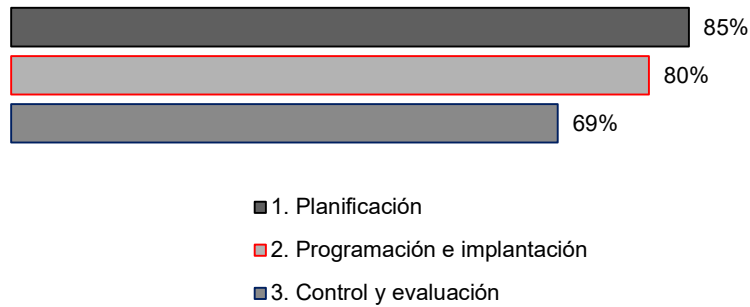 85%
80%
69%
1. Planificación
2. Programación e implantación
3. Control y evaluación